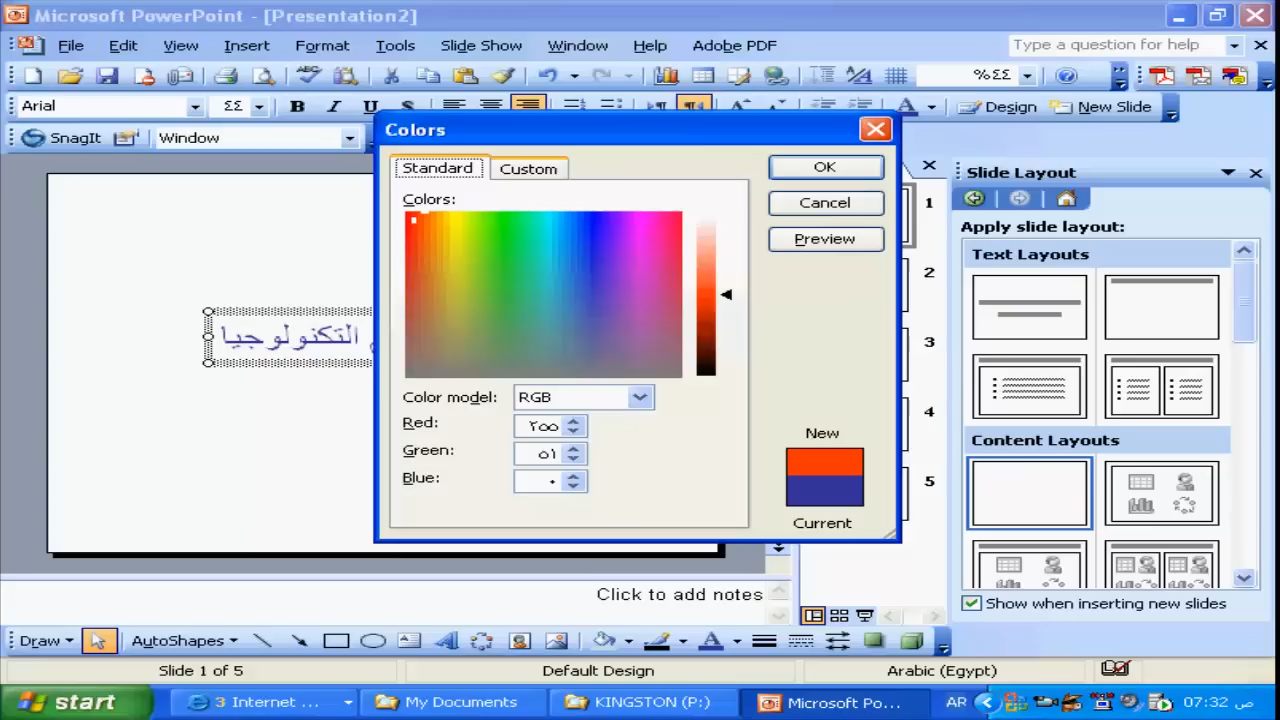 Microsoft PowerPoint - [Presentation2]
File Edit View Insert Format Tools Slide Show Window Help Adobe PDF
Type a question for help
%٤٤
Arial ٤٤ B I U S Design New Slide
SnagIt Window
Colors
Standard Custom
Colors:
OK
Cancel
Preview
Color model: RGB
Red: ٢٥٥
Green: ٥١
Blue: ٠
New
Current
التكنولوجيا
1
2
3
4
5
Slide Layout
Apply slide layout:
Text Layouts
Content Layouts
Show when inserting new slides
Click to add notes
Draw AutoShapes
Slide 1 of 5 Default Design Arabic (Egypt)
start 3 Internet ... My Documents KINGSTON (P:) Microsoft Po... AR 07:32 ص